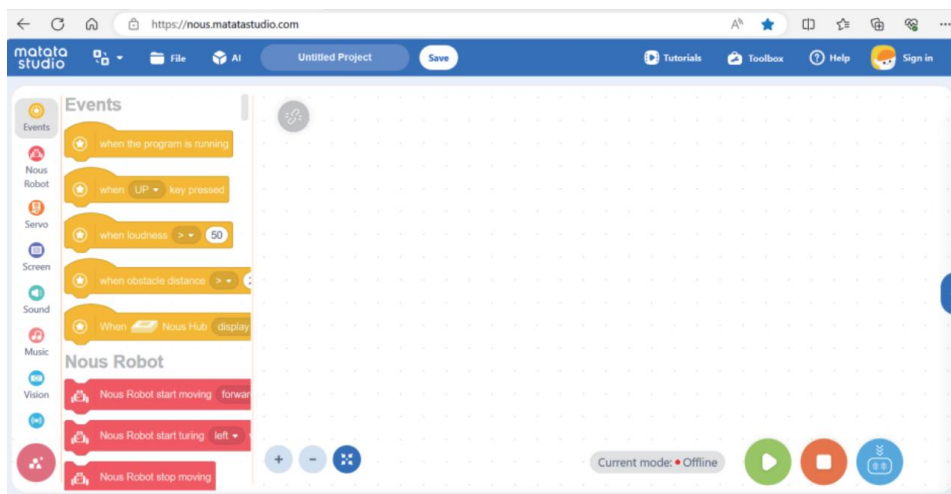 https://nous.matatastudio.com
matata
studio
File
AI
Untitled Project
Save
Tutorials
Toolbox
Help
Sign in
Events
Nous
Robot
Servo
Screen
Sound
Music
Vision
Events
when the program is running
when UP key pressed
when loudness > 50
when obstacle distance >
When Nous Hub display
Nous Robot
Nous Robot start moving forwar
Nous Robot start turing left
Nous Robot stop moving
+ −
Current mode: • Offline